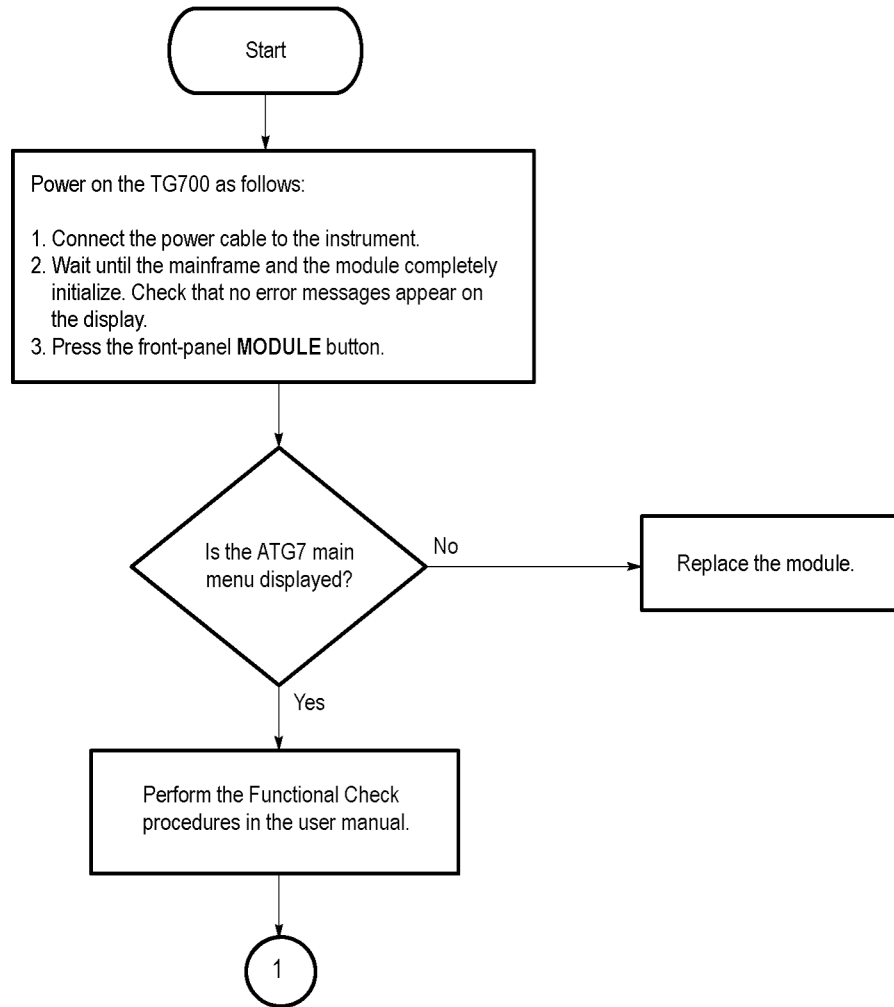 Start
Power on the TG700 as follows:
1. Connect the power cable to the instrument.
2. Wait until the mainframe and the module completely
initialize. Check that no error messages appear on
the display.
3. Press the front-panel MODULE button.
Is the ATG7 main
menu displayed?
No
Replace the module.
Yes
Perform the Functional Check
procedures in the user manual.
1